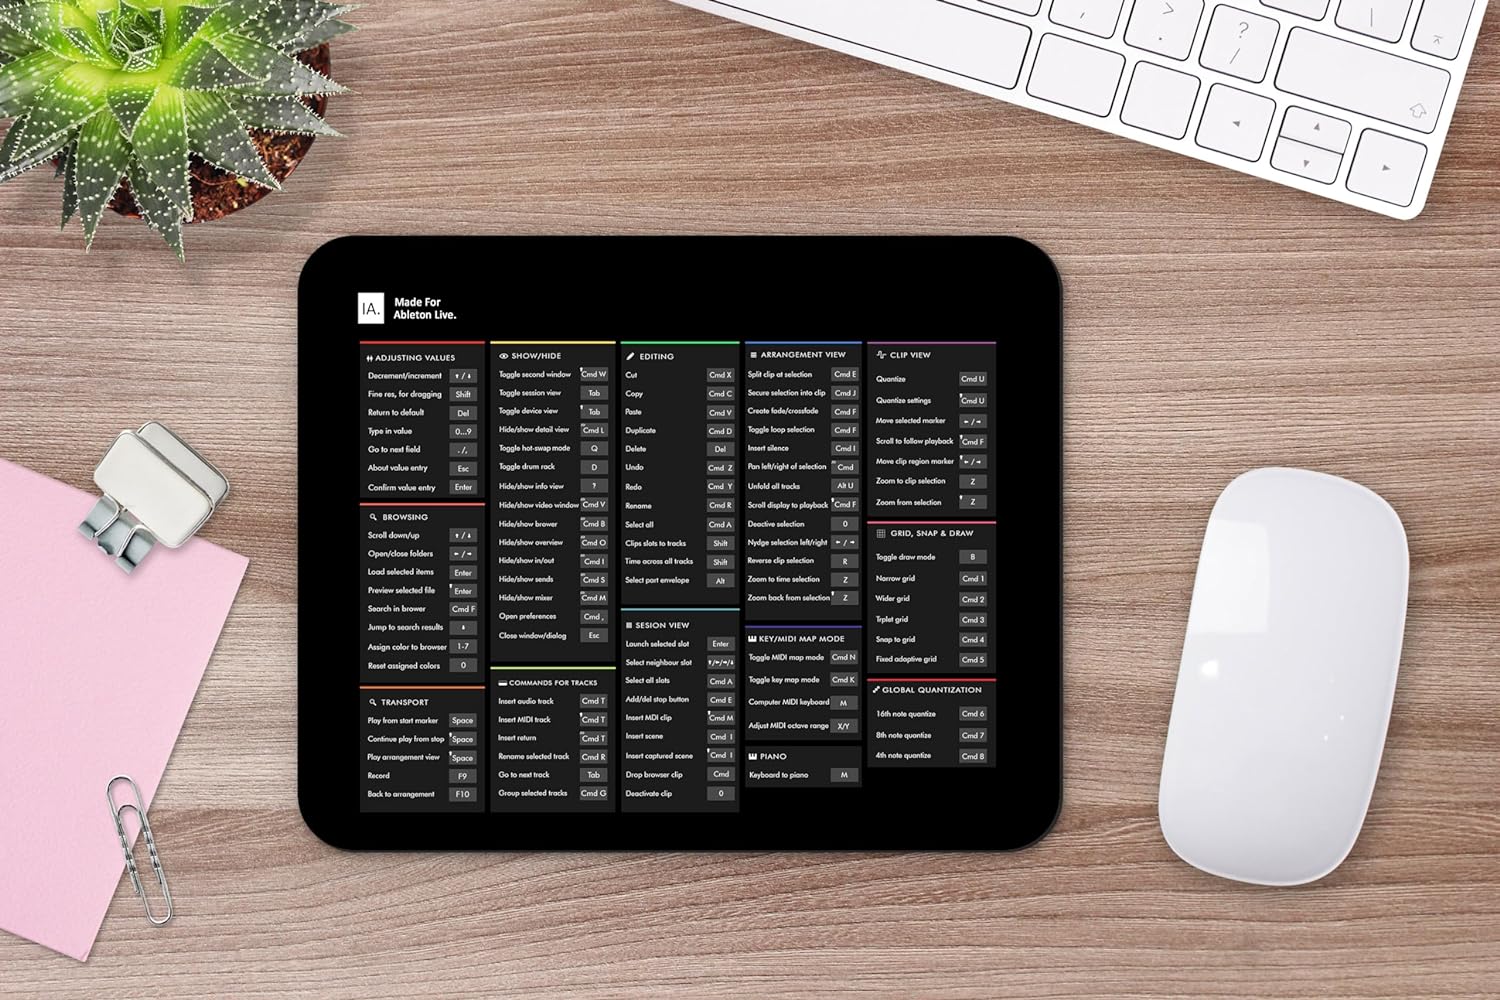 IA.
Made For
Ableton Live.
ADJUSTING VALUES
Decrement/increment ⬆ / ⬇
Fine res, for dragging Shift
Return to default Del
Type in value 0...9
Go to next field . /,
About value entry Esc
Confirm value entry Enter
BROWSING
Scroll down/up ⬆ / ⬇
Open/close folders ⬅ / ➡
Load selected items Enter
Preview selected file Enter
Search in brower Cmd F
Jump to search results ⬇
Assign color to browser 1-7
Reset assigned colors 0
TRANSPORT
Play from start marker Space
Continue play from stop Space
Play arrangement view Space
Record F9
Back to arrangement F10
SHOW/HIDE
Toggle second window Cmd W
Toggle session view Tab
Toggle device view Tab
Hide/show detail view Cmd L
Toggle hot-swap mode Q
Toggle drum rack D
Hide/show info view ?
Hide/show video window Cmd V
Hide/show brower Cmd B
Hide/show overview Cmd O
Hide/show in/out Cmd I
Hide/show sends Cmd S
Hide/show mixer Cmd M
Open preferences Cmd ,
Close window/dialog Esc
COMMANDS FOR TRACKS
Insert audio track Cmd T
Insert MIDI track Cmd T
Insert return Cmd T
Rename selected track Cmd R
Go to next track Tab
Group selected tracks Cmd G
EDITING
Cut Cmd X
Copy Cmd C
Paste Cmd V
Duplicate Cmd D
Delete Del
Undo Cmd Z
Redo Cmd Y
Rename Cmd R
Select all Cmd A
Clips slots to tracks Shift
Time across all tracks Shift
Select part envelope Alt
SESION VIEW
Launch selected slot Enter
Select neighbour slot ⬆/⬅/➡/⬇
Select all slots Cmd A
Add/del stop button Cmd E
Insert MDI clip Cmd M
Insert scene Cmd I
Insert captured scene Cmd I
Drop browser clip Cmd
Deactivate clip 0
ARRANGEMENT VIEW
Split clip at selection Cmd E
Secure selection into clip Cmd J
Create fade/crossfade Cmd F
Toggle loop selection Cmd F
Insert silence Cmd I
Pan left/right of selection Cmd
Unfold all tracks Alt U
Scroll display to playback Cmd F
Deactive selection 0
Nydge selection left/right ⬅ / ➡
Reverse clip selection R
Zoom to time selection Z
Zoom back from selection Z
KEY/MIDI MAP MODE
Toggle MIDI map mode Cmd N
Toggle key map mode Cmd K
Computer MIDI keyboard M
Adjust MIDI octave range X/Y
PIANO
Keyboard to piano M
CLIP VIEW
Quantize Cmd U
Quantize settings Cmd U
Move selected marker ⬅ / ➡
Scroll to follow playback Cmd F
Move clip region marker ⬅ / ➡
Zoom to clip selection Z
Zoom from selection Z
GRID, SNAP & DRAW
Toggle draw mode B
Narrow grid Cmd 1
Wider grid Cmd 2
Trplet grid Cmd 3
Snap to grid Cmd 4
Fixed adaptive grid Cmd 5
GLOBAL QUANTIZATION
16th note quantize Cmd 6
8th note quantize Cmd 7
4th note quantize Cmd 8